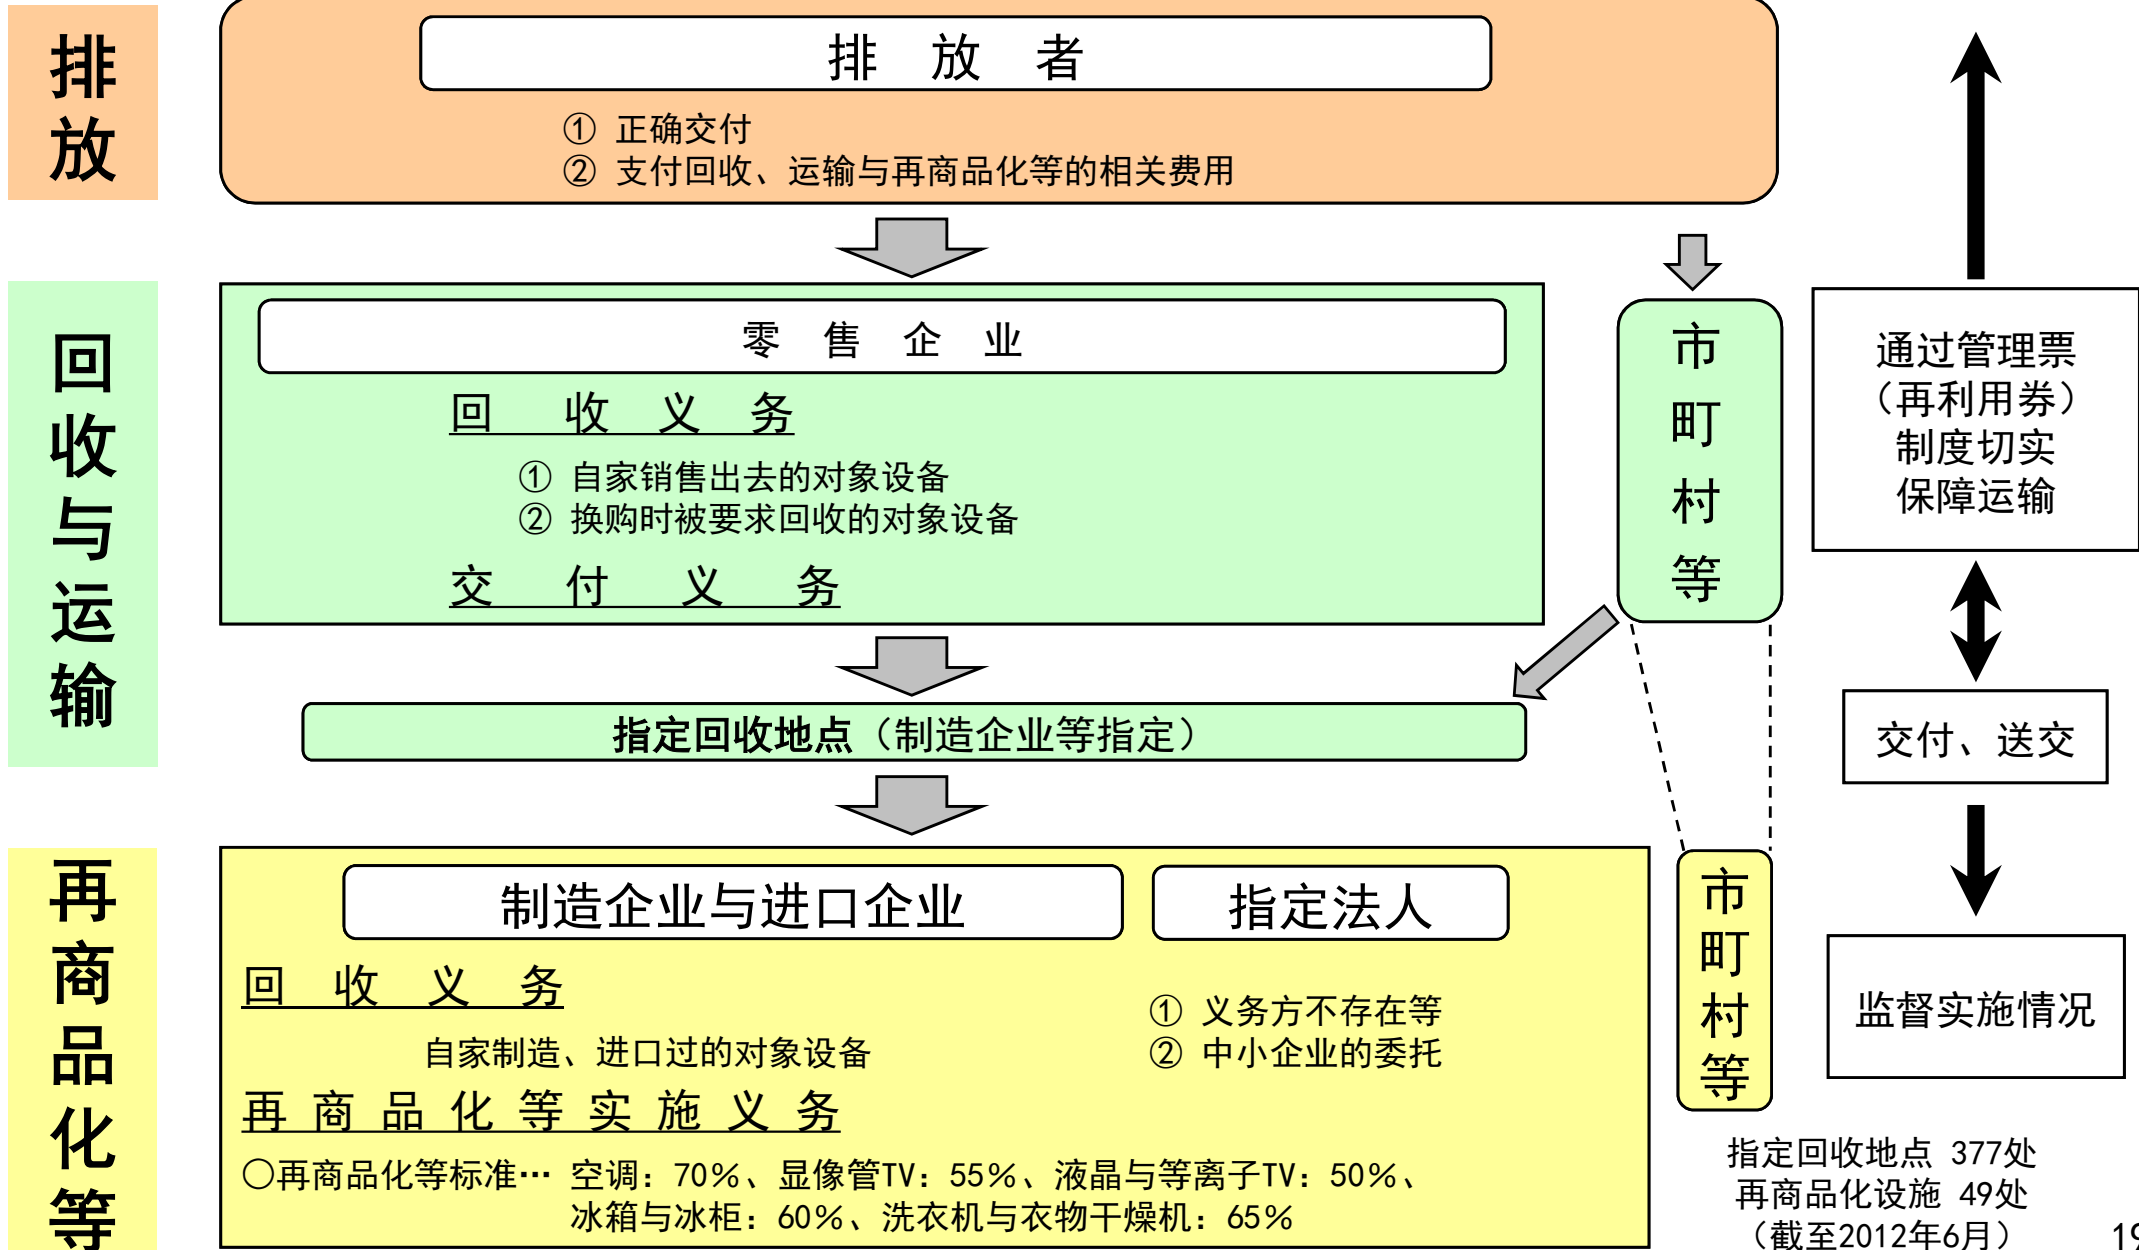 排放
排放者
① 正确交付
② 支付回收、运输与再商品化等的相关费用
回收与运输
零售企业
回收义务
① 自家销售出去的对象设备
② 换购时被要求回收的对象设备
交付义务
市町村等
通过管理票
（再利用券）
制度切实
保障运输
指定回收地点（制造企业等指定）
交付、送交
再商品化等
制造企业与进口企业
指定法人
回收义务
自家制造、进口过的对象设备
① 义务方不存在等
② 中小企业的委托
再商品化等实施义务
○再商品化等标准… 空调：70％、显像管TV：55％、液晶与等离子TV：50％、
冰箱与冰柜：60％、洗衣机与衣物干燥机：65％
市町村等
监督实施情况
指定回收地点 377处
再商品化设施 49处
（截至2012年6月）
19